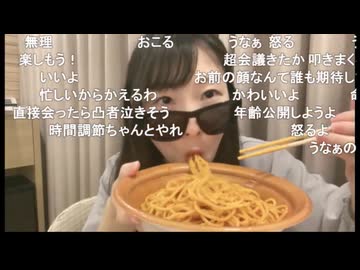 無理
おこる
うなぁ 怒る
楽しもう！
超会議きたか 叩きまく
いいよ
お前の顔なんて誰も期待し
忙しいからかえるわ
かわいいよ
直接会ったら凸者泣きそう
年齢公開しようよ
時間調節ちゃんとやれ
怒るよ
うなぁの